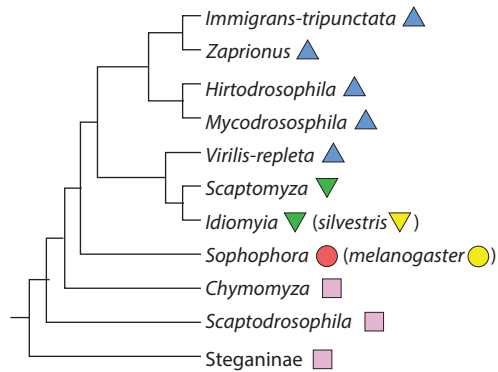 Immigrans-tripunctata
Zaprionus
Hirtodrosophila
Mycodrososphila
Virilis-repleta
Scaptomyza
Idiomyia (silvestris )
Sophophora (melanogaster )
Chymomyza
Scaptodrosophila
Steganinae